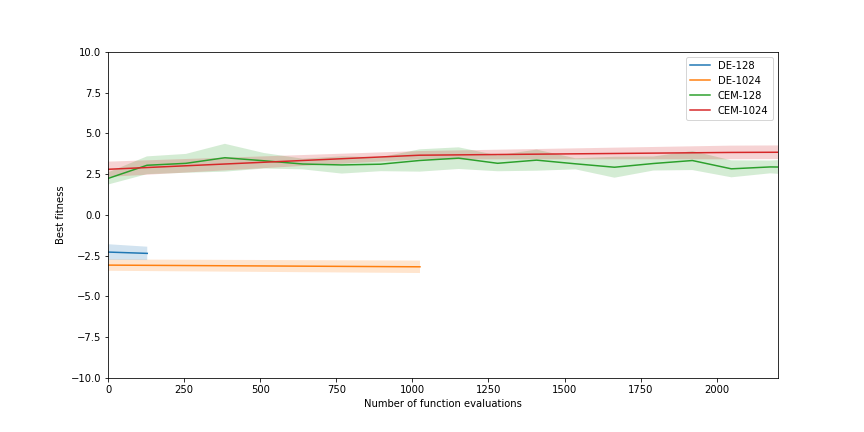 10.0
7.5
5.0
2.5
0.0
−2.5
−5.0
−7.5
−10.0
Best fitness
DE-128
DE-1024
CEM-128
CEM-1024
0 250 500 750 1000 1250 1500 1750 2000
Number of function evaluations